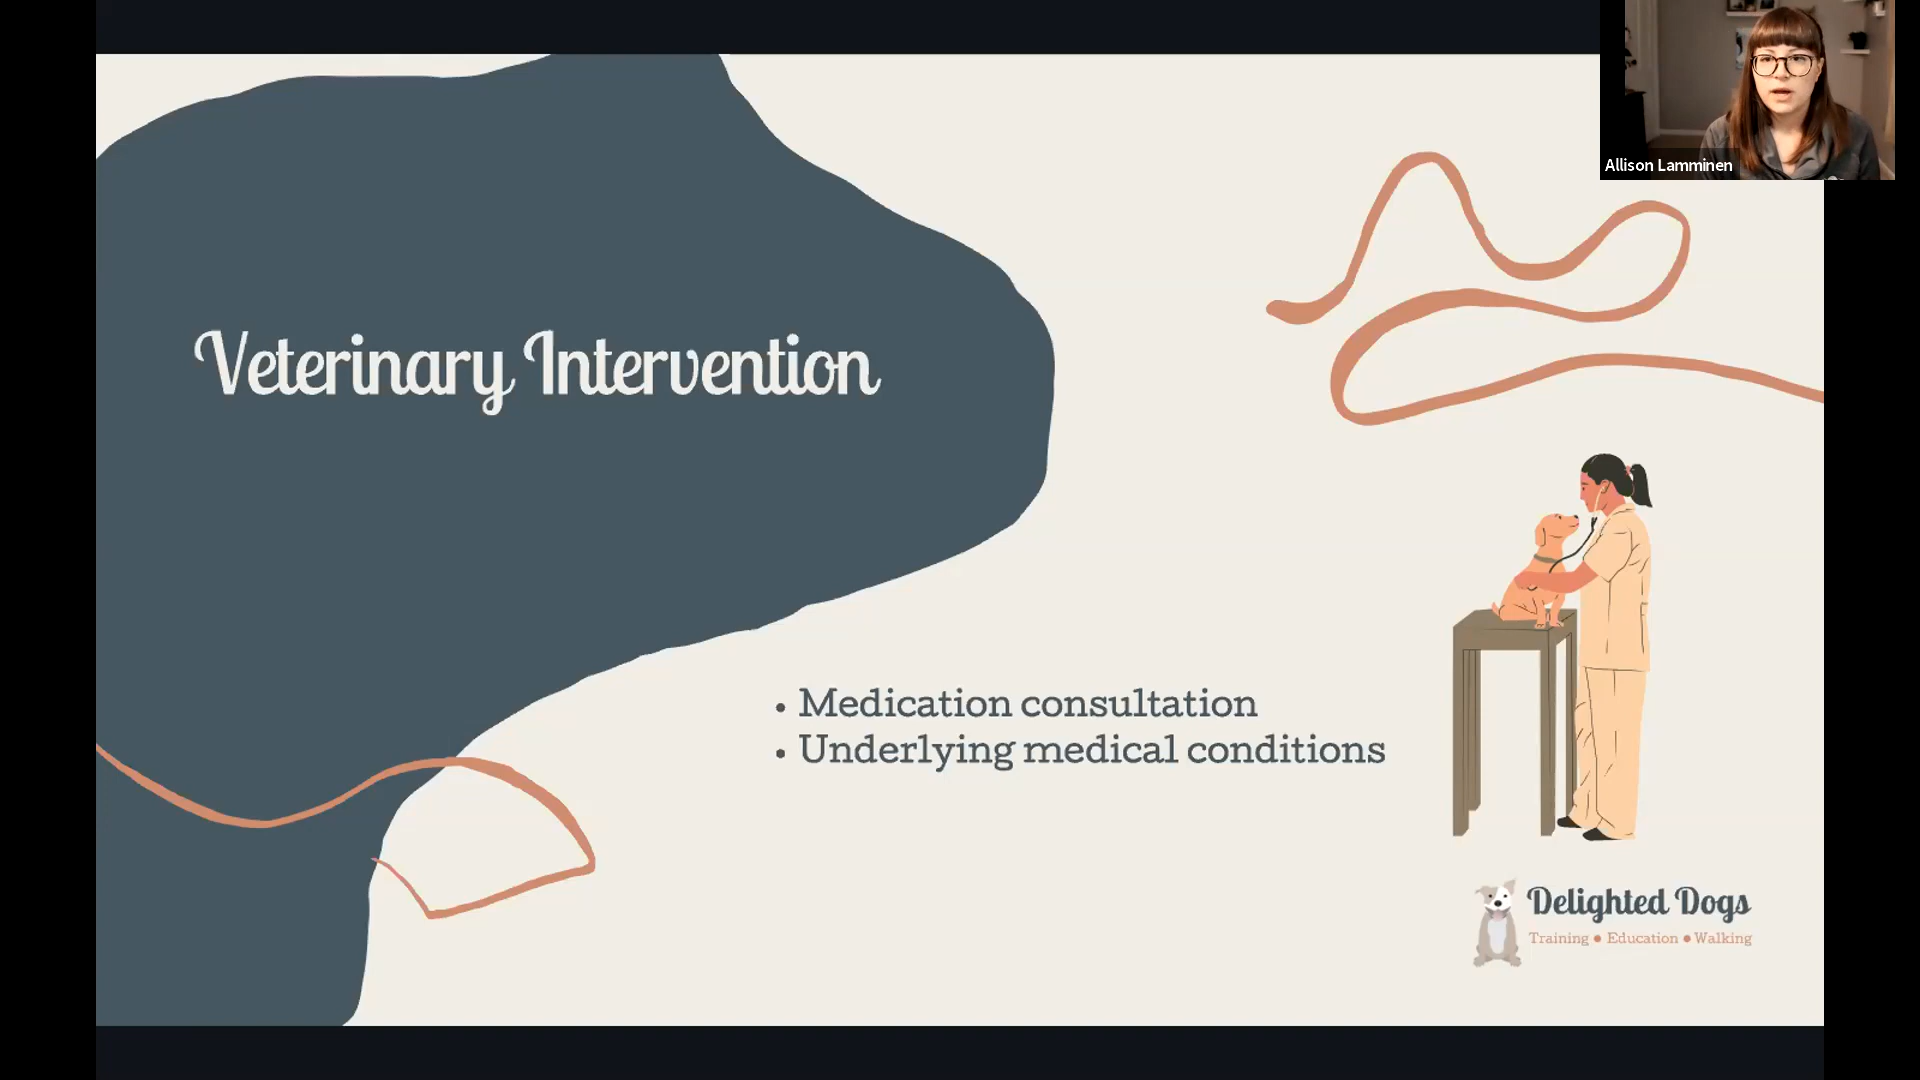 Allison Lamminen
Veterinary Intervention
• Medication consultation
• Underlying medical conditions
Delighted Dogs
Training • Education • Walking